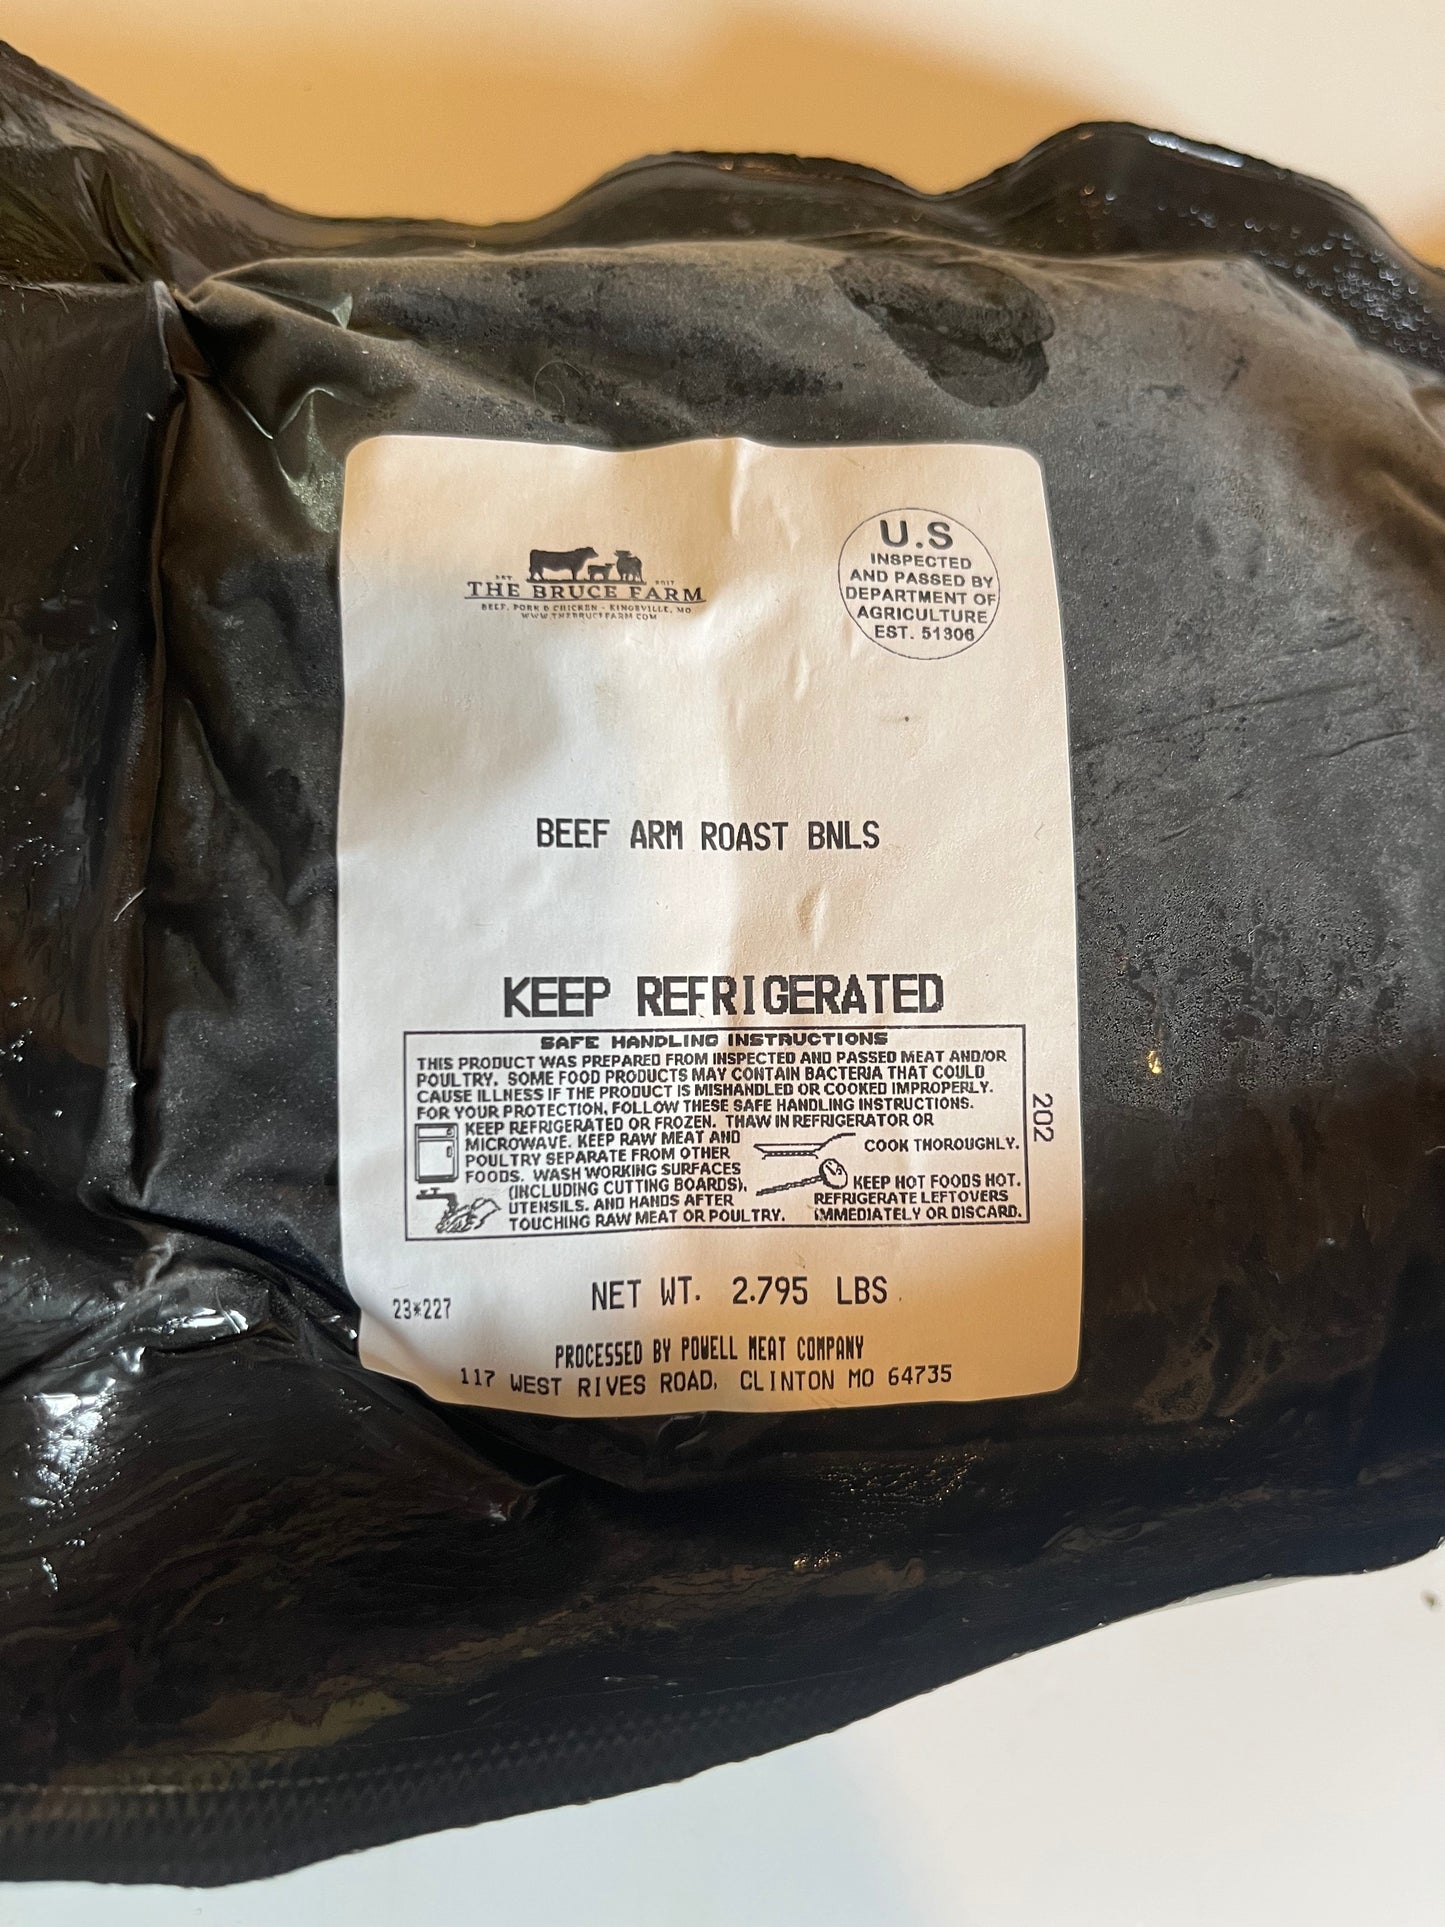 EST 2017
THE BRUCE FARM
BEEF, PORK & CHICKEN - KINGSVILLE, MO
WWW.THEBRUCEFARM.COM
U.S
INSPECTED
AND PASSED BY
DEPARTMENT OF
AGRICULTURE
EST. 51306
BEEF ARM ROAST BNLS
KEEP REFRIGERATED
SAFE HANDLING INSTRUCTIONS
THIS PRODUCT WAS PREPARED FROM INSPECTED AND PASSED MEAT AND/OR
POULTRY. SOME FOOD PRODUCTS MAY CONTAIN BACTERIA THAT COULD
CAUSE ILLNESS IF THE PRODUCT IS MISHANDLED OR COOKED IMPROPERLY.
FOR YOUR PROTECTION, FOLLOW THESE SAFE HANDLING INSTRUCTIONS.
KEEP REFRIGERATED OR FROZEN. THAW IN REFRIGERATOR OR
MICROWAVE. KEEP RAW MEAT AND
POULTRY SEPARATE FROM OTHER
FOODS. WASH WORKING SURFACES
(INCLUDING CUTTING BOARDS),
UTENSILS, AND HANDS AFTER
TOUCHING RAW MEAT OR POULTRY.
COOK THOROUGHLY.
KEEP HOT FOODS HOT.
REFRIGERATE LEFTOVERS
IMMEDIATELY OR DISCARD.
202
NET WT. 2.795 LBS
23*227
PROCESSED BY POWELL MEAT COMPANY
117 WEST RIVES ROAD, CLINTON MO 64735